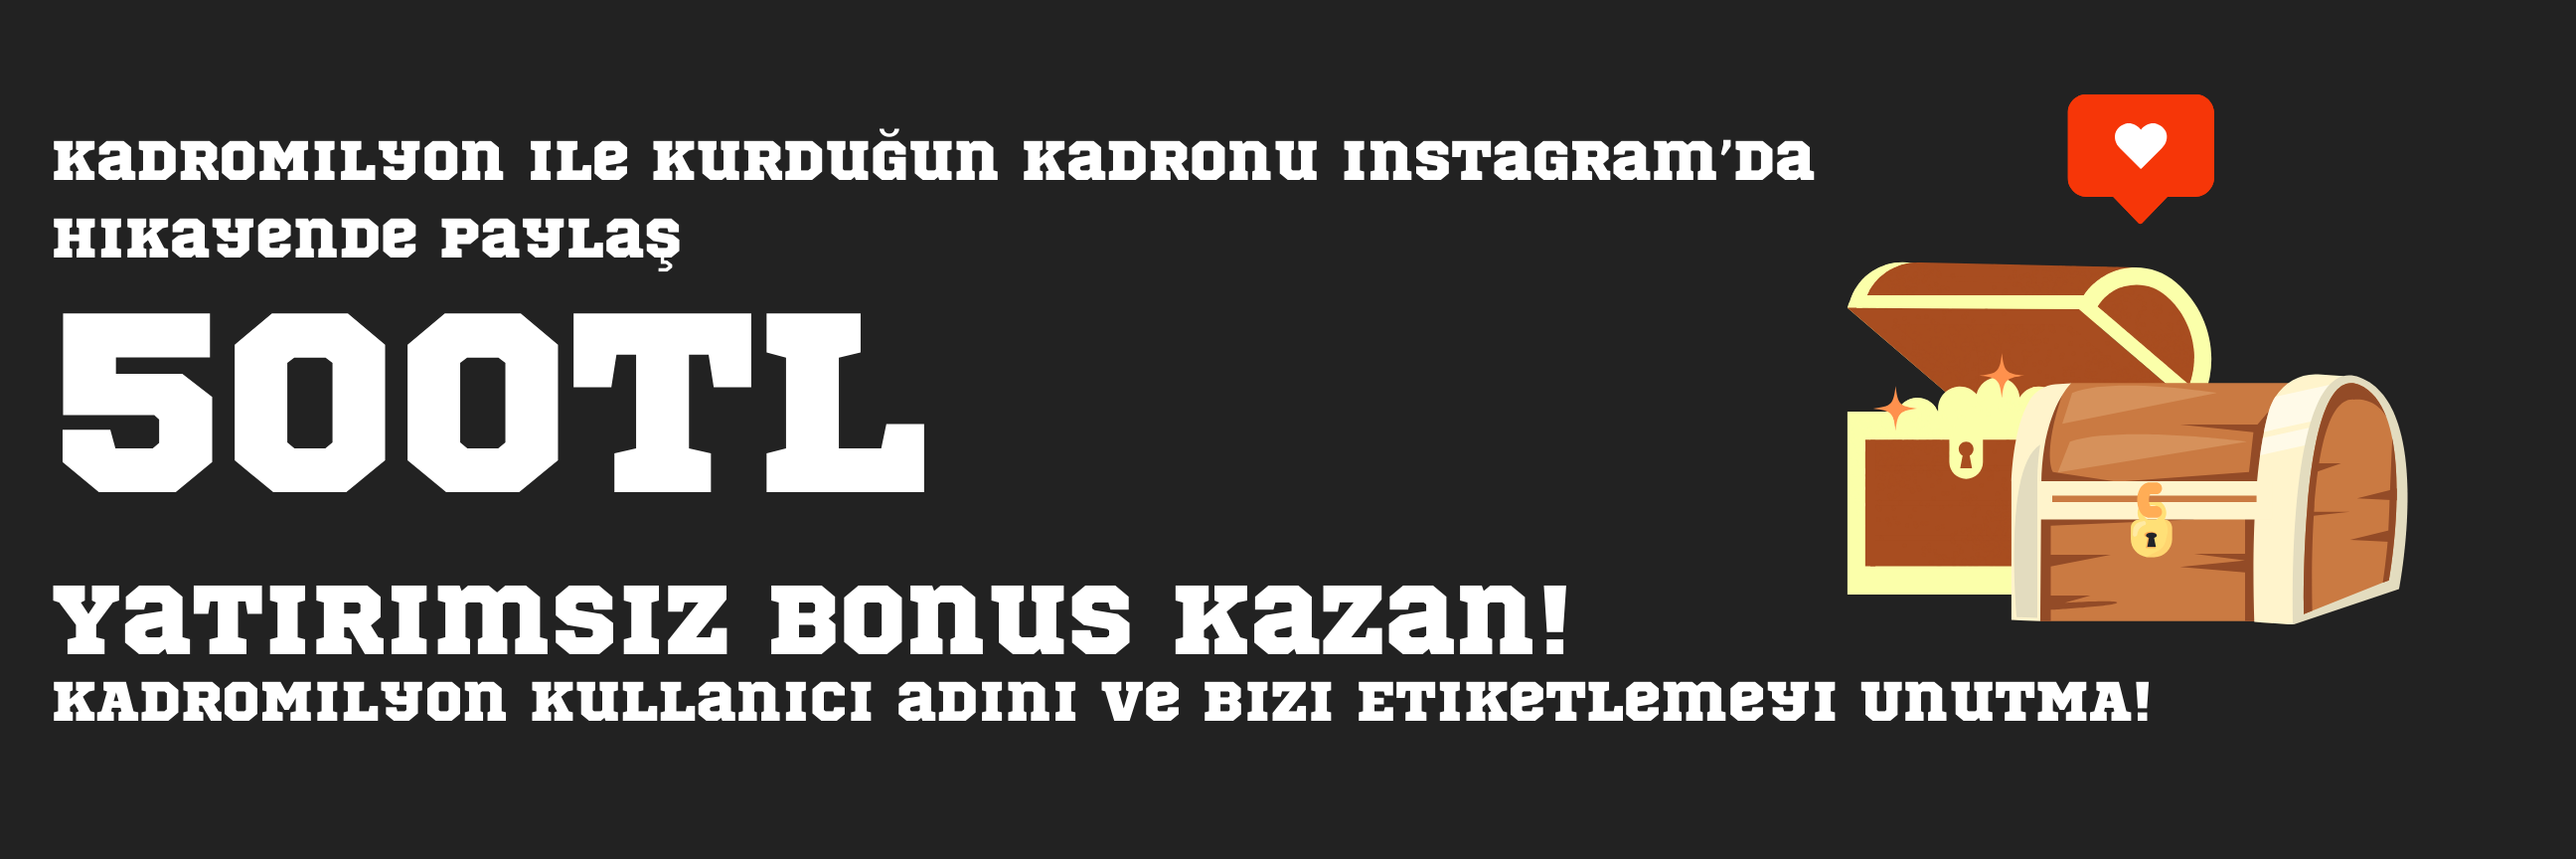 KADROMILYON ILE KURDUĞUN KADRONU INSTAGRAM'DA
HIKAYENDE PAYLAŞ
500TL
YATIRIMSIZ BONUS KAZAN!
KADROMILYON KULLANICI ADINI VE BIZI ETIKETLEMEYI UNUTMA!